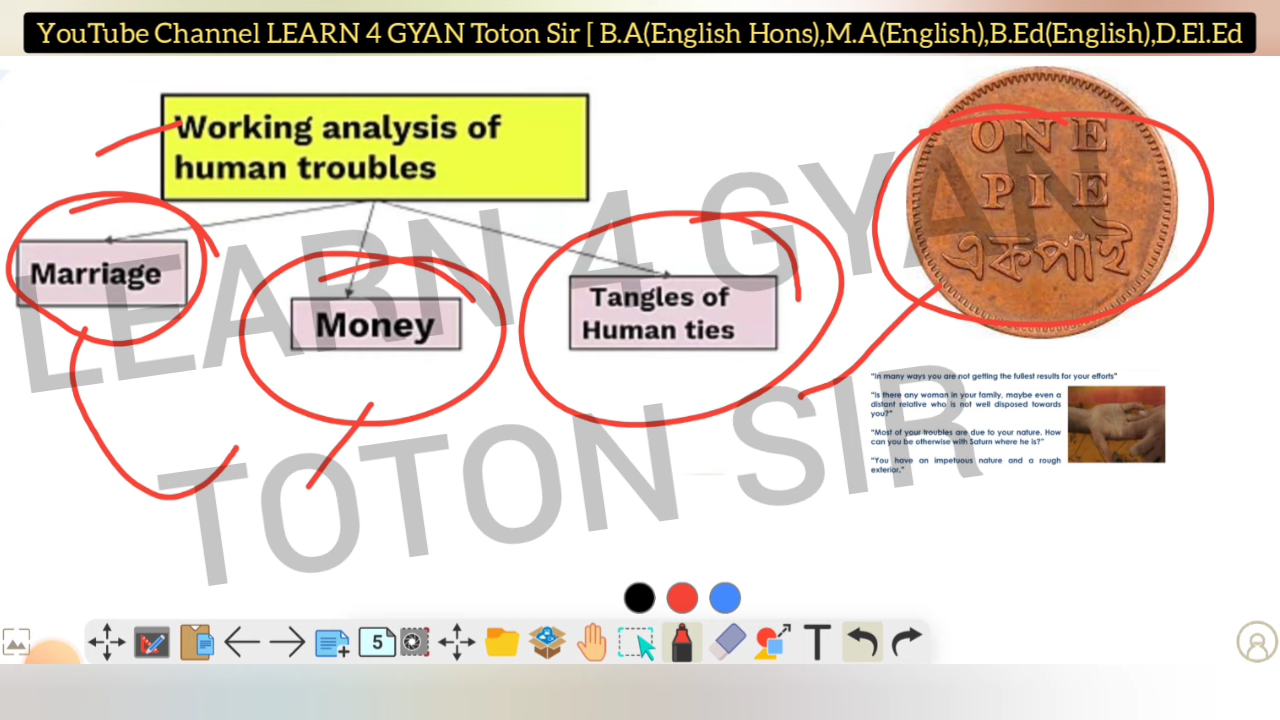 YouTube Channel LEARN 4 GYAN Toton Sir [ B.A(English Hons),M.A(English),B.Ed(English),D.El.Ed
Working analysis of
human troubles
Marriage
Money
Tangles of
Human ties
ONE
PIE
একপাই
"In many ways you are not getting the fullest results for your efforts"
"Is there any woman in your family, maybe even a
distant relative who is not well disposed towards
you?"
"Most of your troubles are due to your nature. How
can you be otherwise with Saturn where he is?"
"You have an impetuous nature and a rough
exterior."
LEARN 4 GYAN
TOTON SIR
5
T